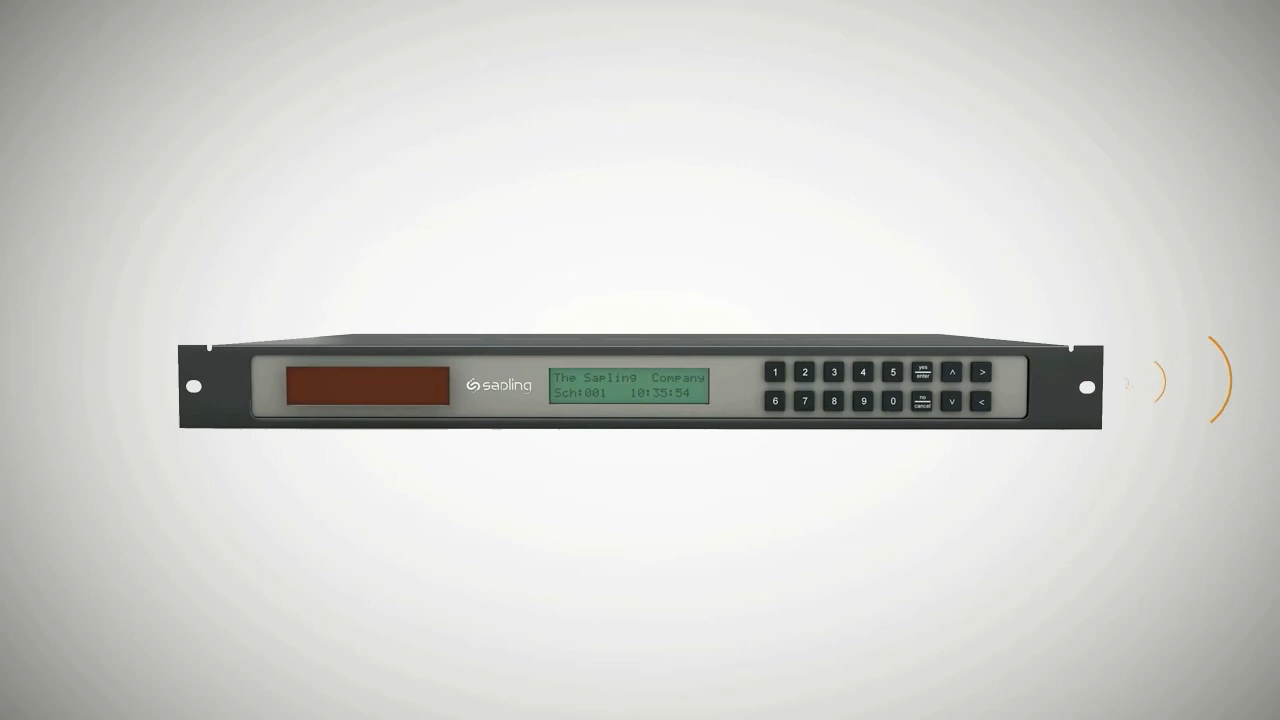 sapling
The Sapling Company
Sch:001 10:35:54
1 2 3 4 5 yes enter ^ >
6 7 8 9 0 no cancel v <